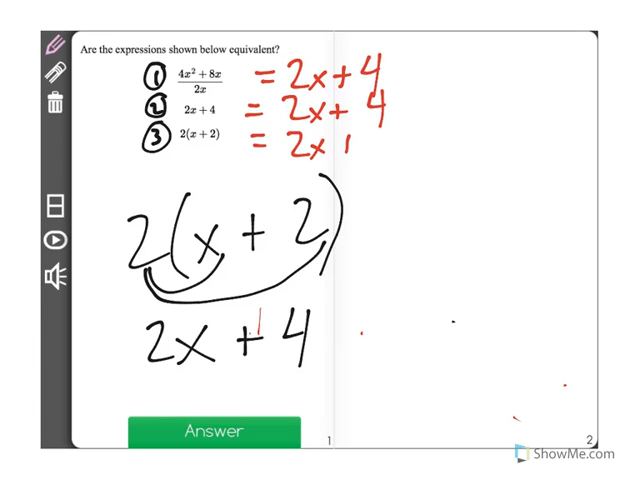 Are the expressions shown below equivalent?
① (4x² + 8x)/(2x) = 2x + 4
② 2x + 4 = 2x + 4
③ 2(x + 2) = 2x
2(x + 2)
2x + 4
Answer
1
2
ShowMe.com